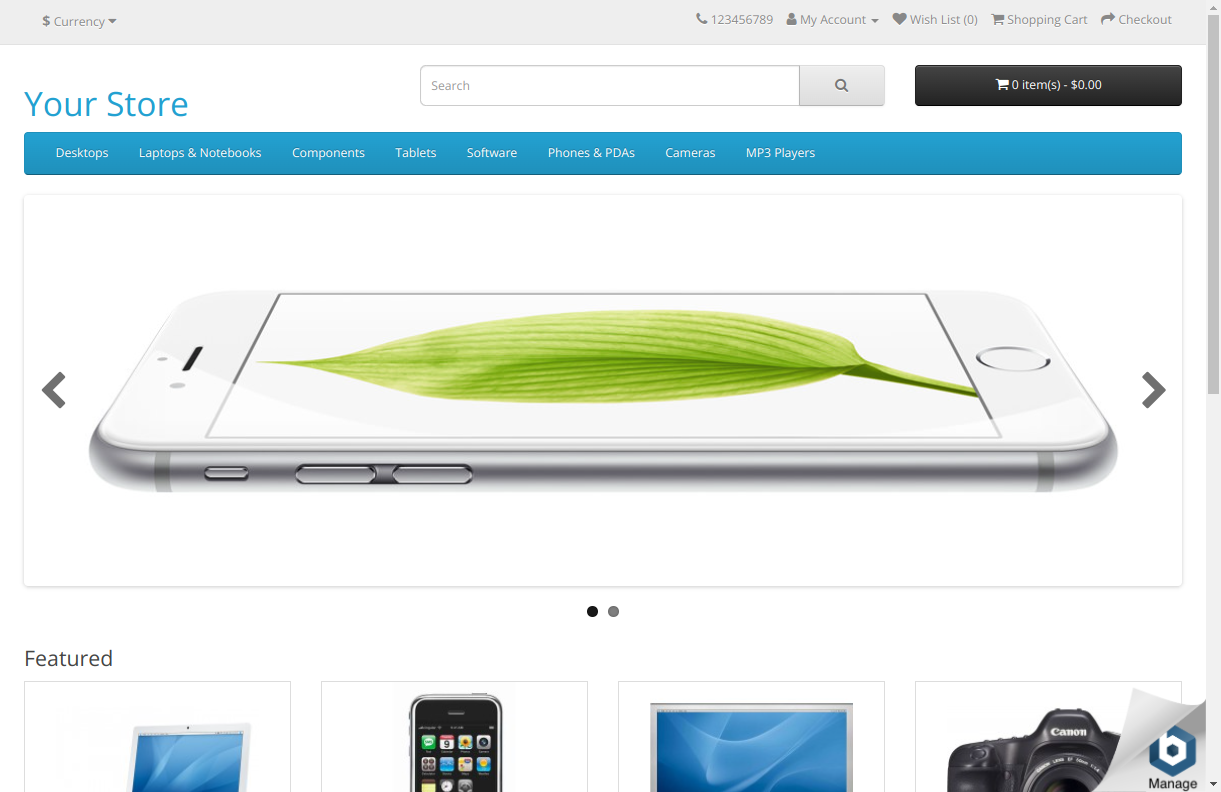 $ Currency
123456789 My Account Wish List (0) Shopping Cart Checkout
Your Store
Search
0 item(s) - $0.00
Desktops Laptops & Notebooks Components Tablets Software Phones & PDAs Cameras MP3 Players
Featured
Canon
Manage